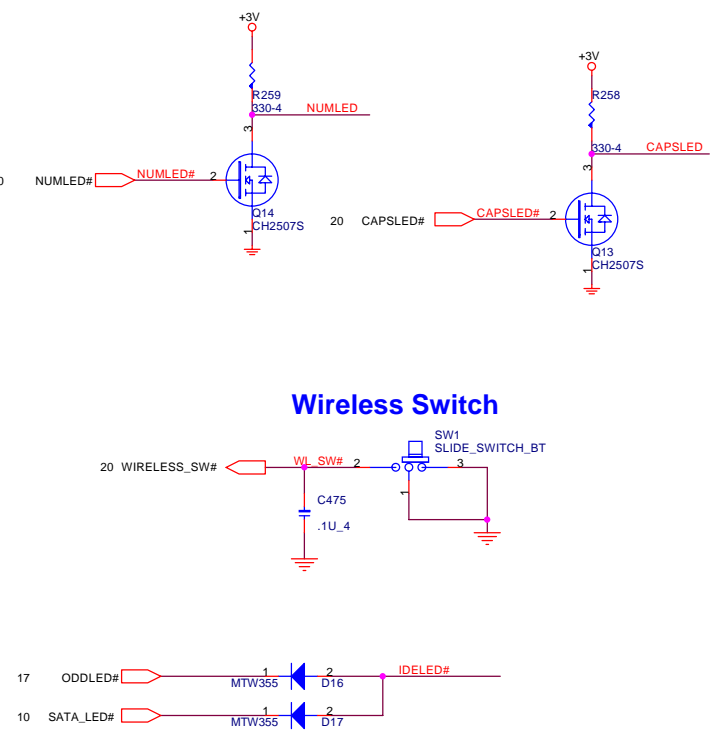 +3V
R259
330-4
NUMLED
3
0
NUMLED#
NUMLED#
2
Q14
CH2507S
1
+3V
R258
330-4
CAPSLED
3
20 CAPSLED#
CAPSLED#
2
Q13
CH2507S
1
Wireless Switch
SW1
SLIDE_SWITCH_BT
20 WIRELESS_SW#
WL_SW#
2
3
1
C475
.1U_4
17 ODDLED#
1
MTW355
2
D16
IDELED#
10 SATA_LED#
1
MTW355
2
D17